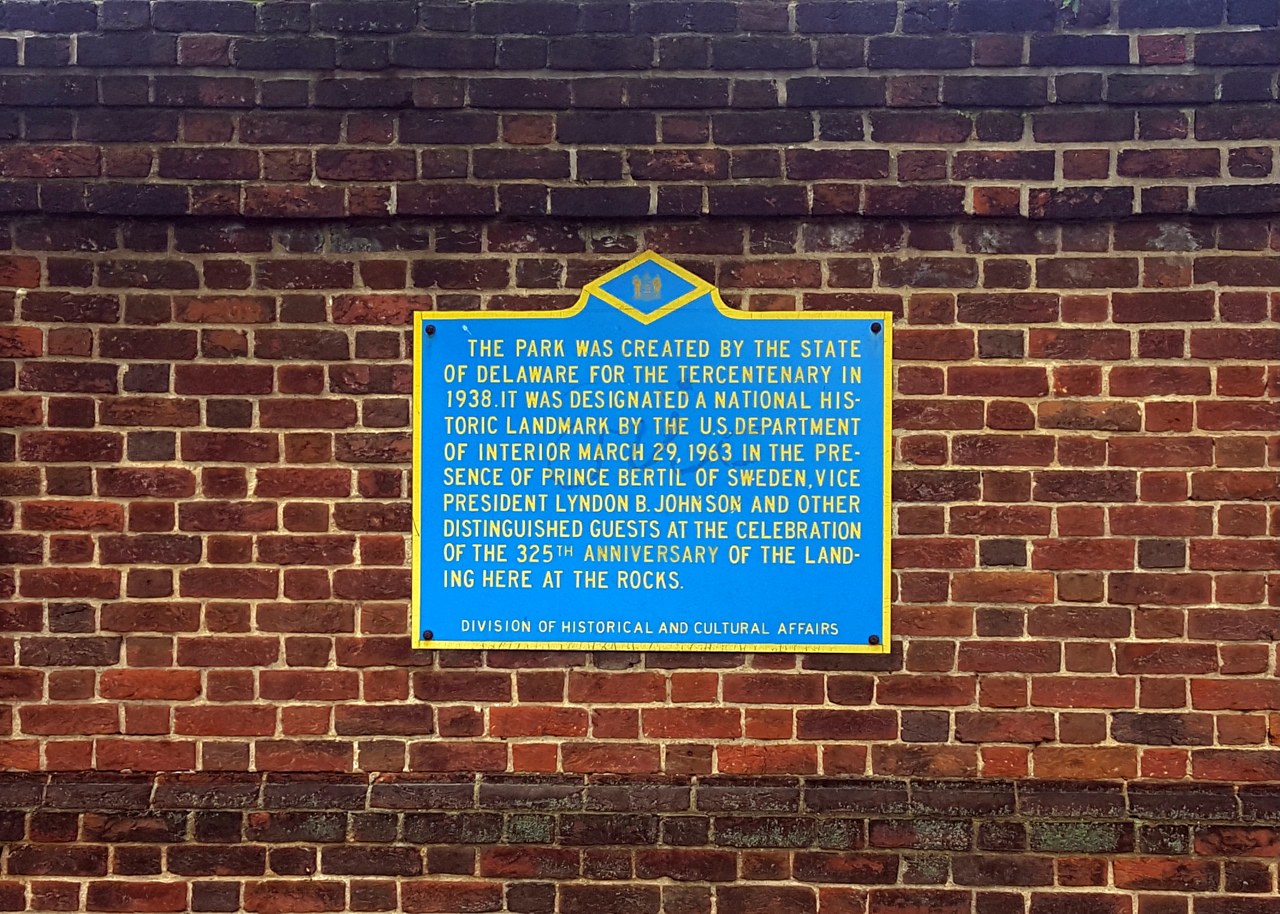 THE PARK WAS CREATED BY THE STATE
OF DELAWARE FOR THE TERCENTENARY IN
1938. IT WAS DESIGNATED A NATIONAL HIS-
TORIC LANDMARK BY THE U.S. DEPARTMENT
OF INTERIOR MARCH 29, 1963 IN THE PRE-
SENCE OF PRINCE BERTIL OF SWEDEN, VICE
PRESIDENT LYNDON B. JOHNSON AND OTHER
DISTINGUISHED GUESTS AT THE CELEBRATION
OF THE 325TH ANNIVERSARY OF THE LAND-
ING HERE AT THE ROCKS.
DIVISION OF HISTORICAL AND CULTURAL AFFAIRS